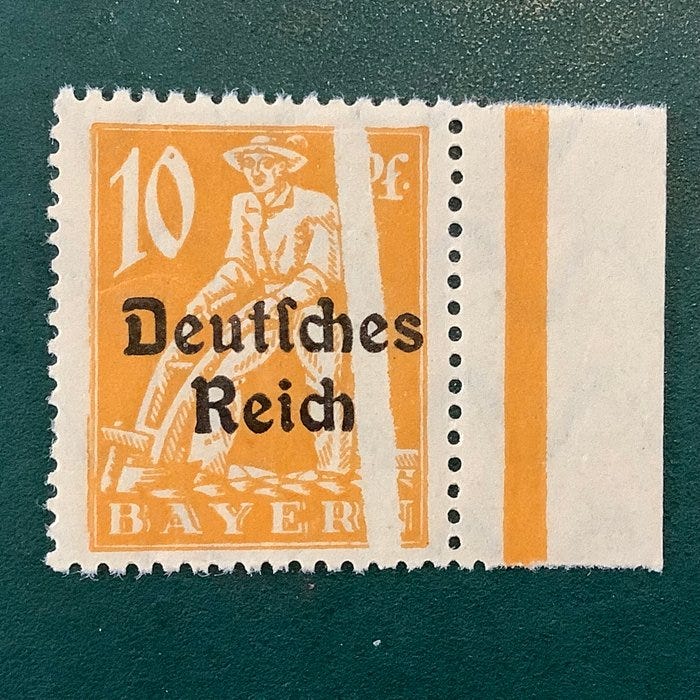 10 Pf.
Deutſches
Reich
BAYERN